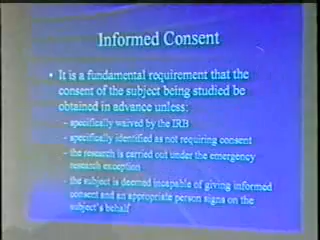 Informed Consent
• It is a fundamental requirement that the
consent of the subject being studied be
obtained in advance unless:
– specifically waived by the IRB
– specifically identified as not requiring consent
– the research is carried out under the emergency
research exception
– the subject is deemed incapable of giving informed
consent and an appropriate person signs on the
subject's behalf